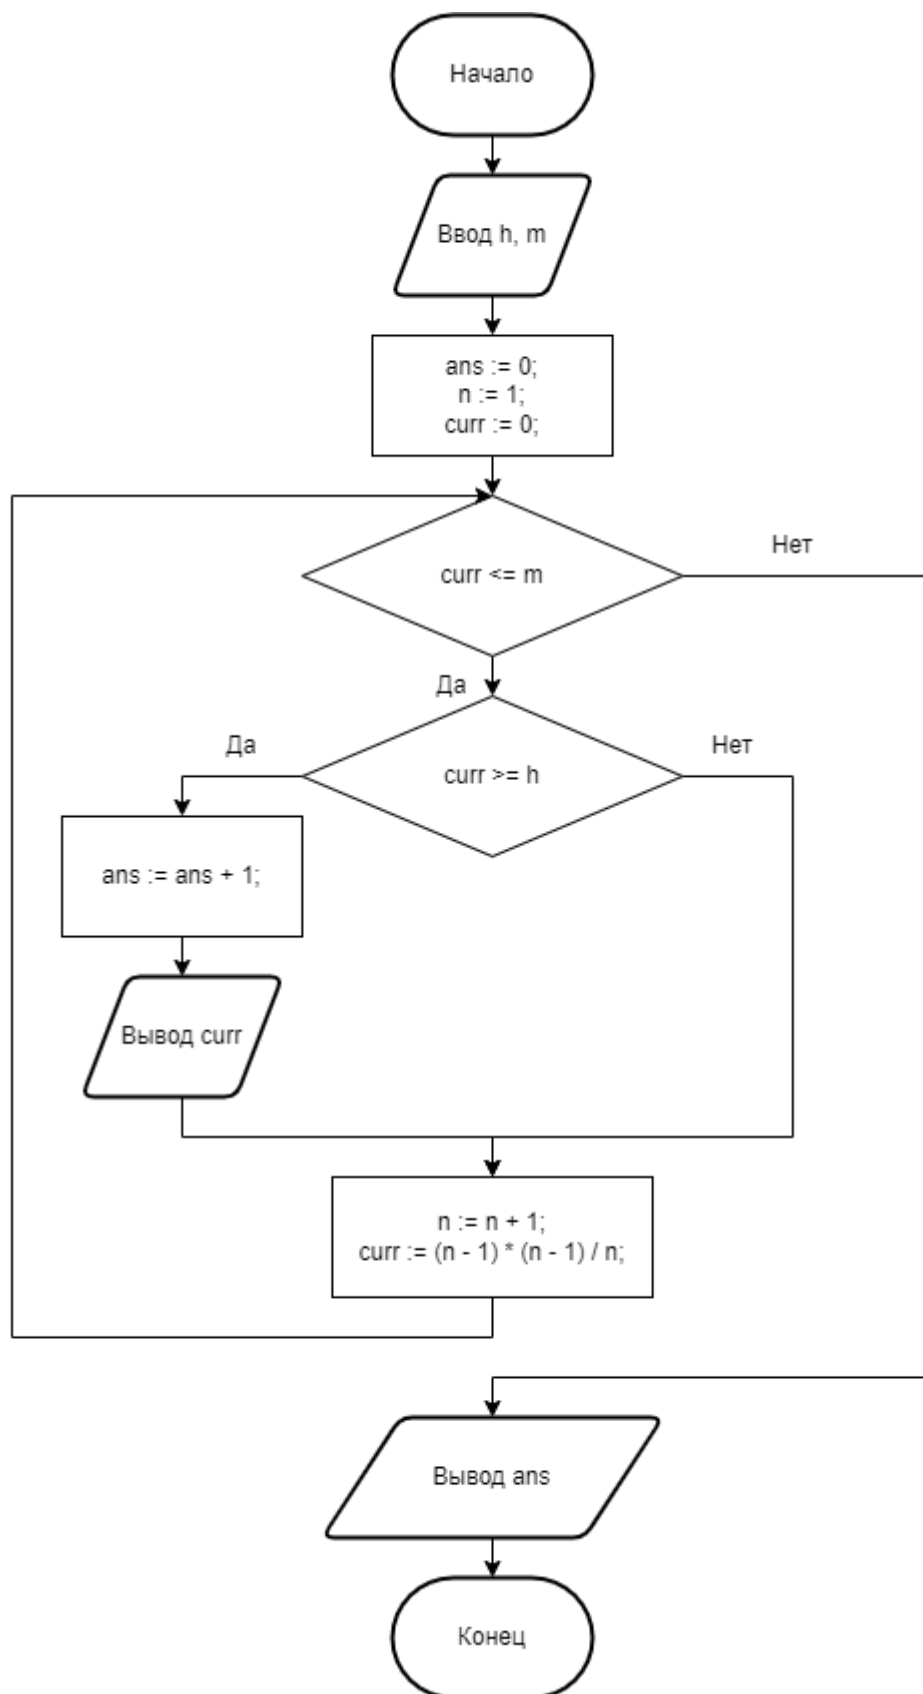 Начало
Ввод h, m
ans := 0;
n := 1;
curr := 0;
curr <= m
Нет
Да
curr >= h
Да
Нет
ans := ans + 1;
Вывод curr
n := n + 1;
curr := (n - 1) * (n - 1) / n;
Вывод ans
Конец